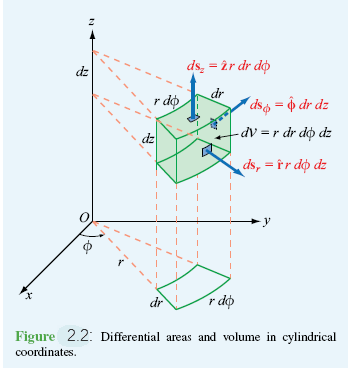 z
dz
ds_z = ẑ r dr dϕ
r dϕ
dr
ds_ϕ = ϕ̂ dr dz
dz
dV = r dr dϕ dz
ds_r = r̂ r dϕ dz
O
y
ϕ
r
x
dr
r dϕ
Figure 2.2: Differential areas and volume in cylindrical
coordinates.